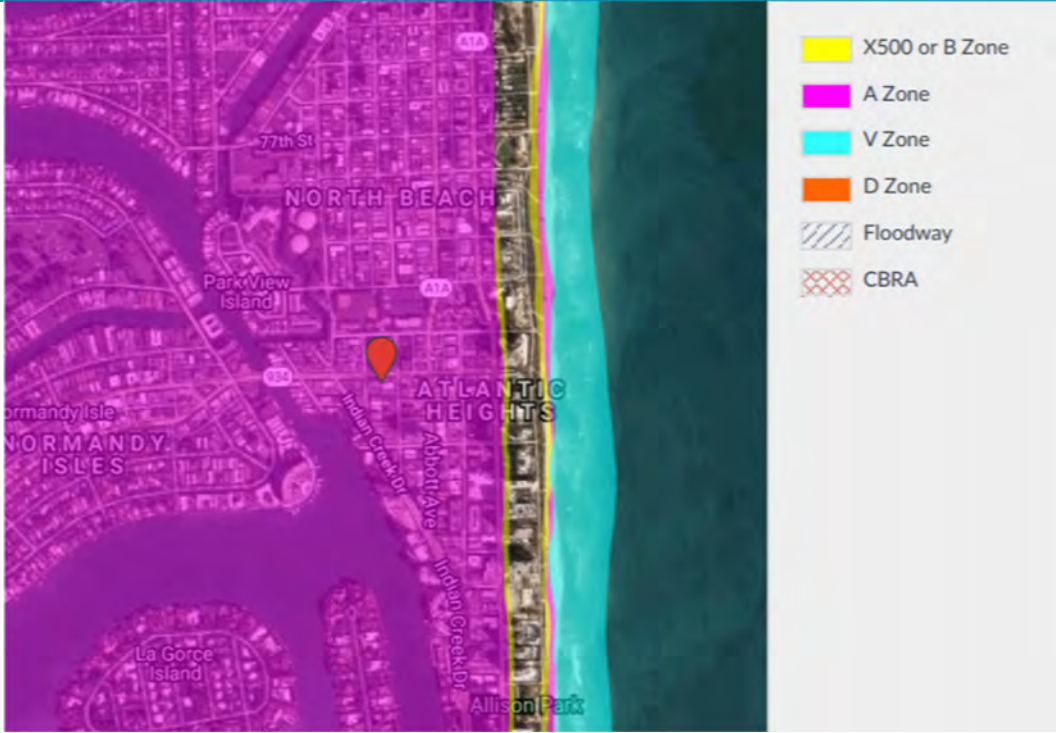 A1A
77th St
NORTH BEACH
Park View
Island
A1A
934
ATLANTIC
HEIGHTS
ormandy Isle
NORMANDY
ISLES
Indian Creek Dr
Abbott Ave
Indian Creek Dr
La Gorce
Island
Allison Park
X500 or B Zone
A Zone
V Zone
D Zone
Floodway
CBRA